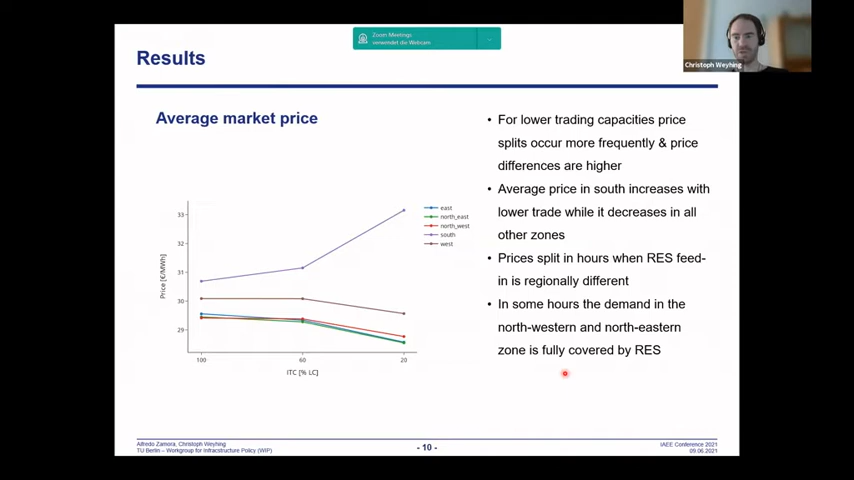 Zoom Meetings
verwendet die Webcam
Christoph Weyhing
Results
Average market price
Price [€/MWh]
33
32
31
30
29
100
60
20
ITC [% LC]
east
north_east
north_west
south
west
• For lower trading capacities price
splits occur more frequently & price
differences are higher
• Average price in south increases with
lower trade while it decreases in all
other zones
• Prices split in hours when RES feed-
in is regionally different
• In some hours the demand in the
north-western and north-eastern
zone is fully covered by RES
Alfredo Zamora, Christoph Weyhing
TU Berlin – Workgroup for Infracstructure Policy (WIP)
- 10 -
IAEE Conference 2021
09.06.2021